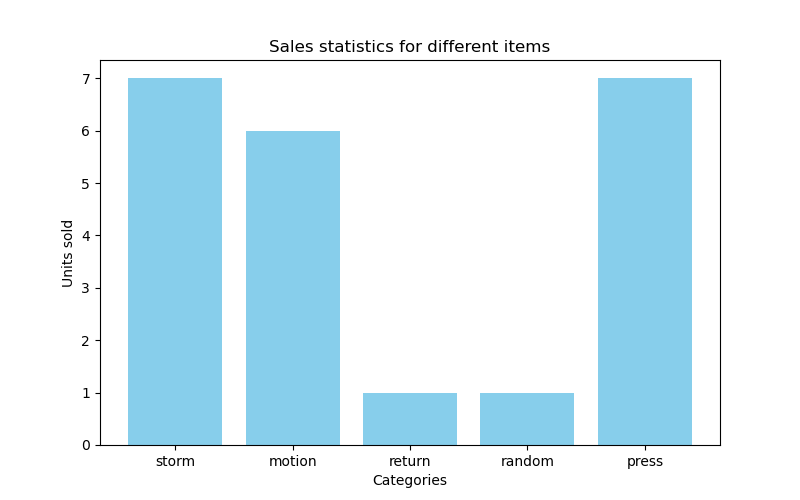 Sales statistics for different items
Units sold
7
6
5
4
3
2
1
0
storm motion return random press
Categories